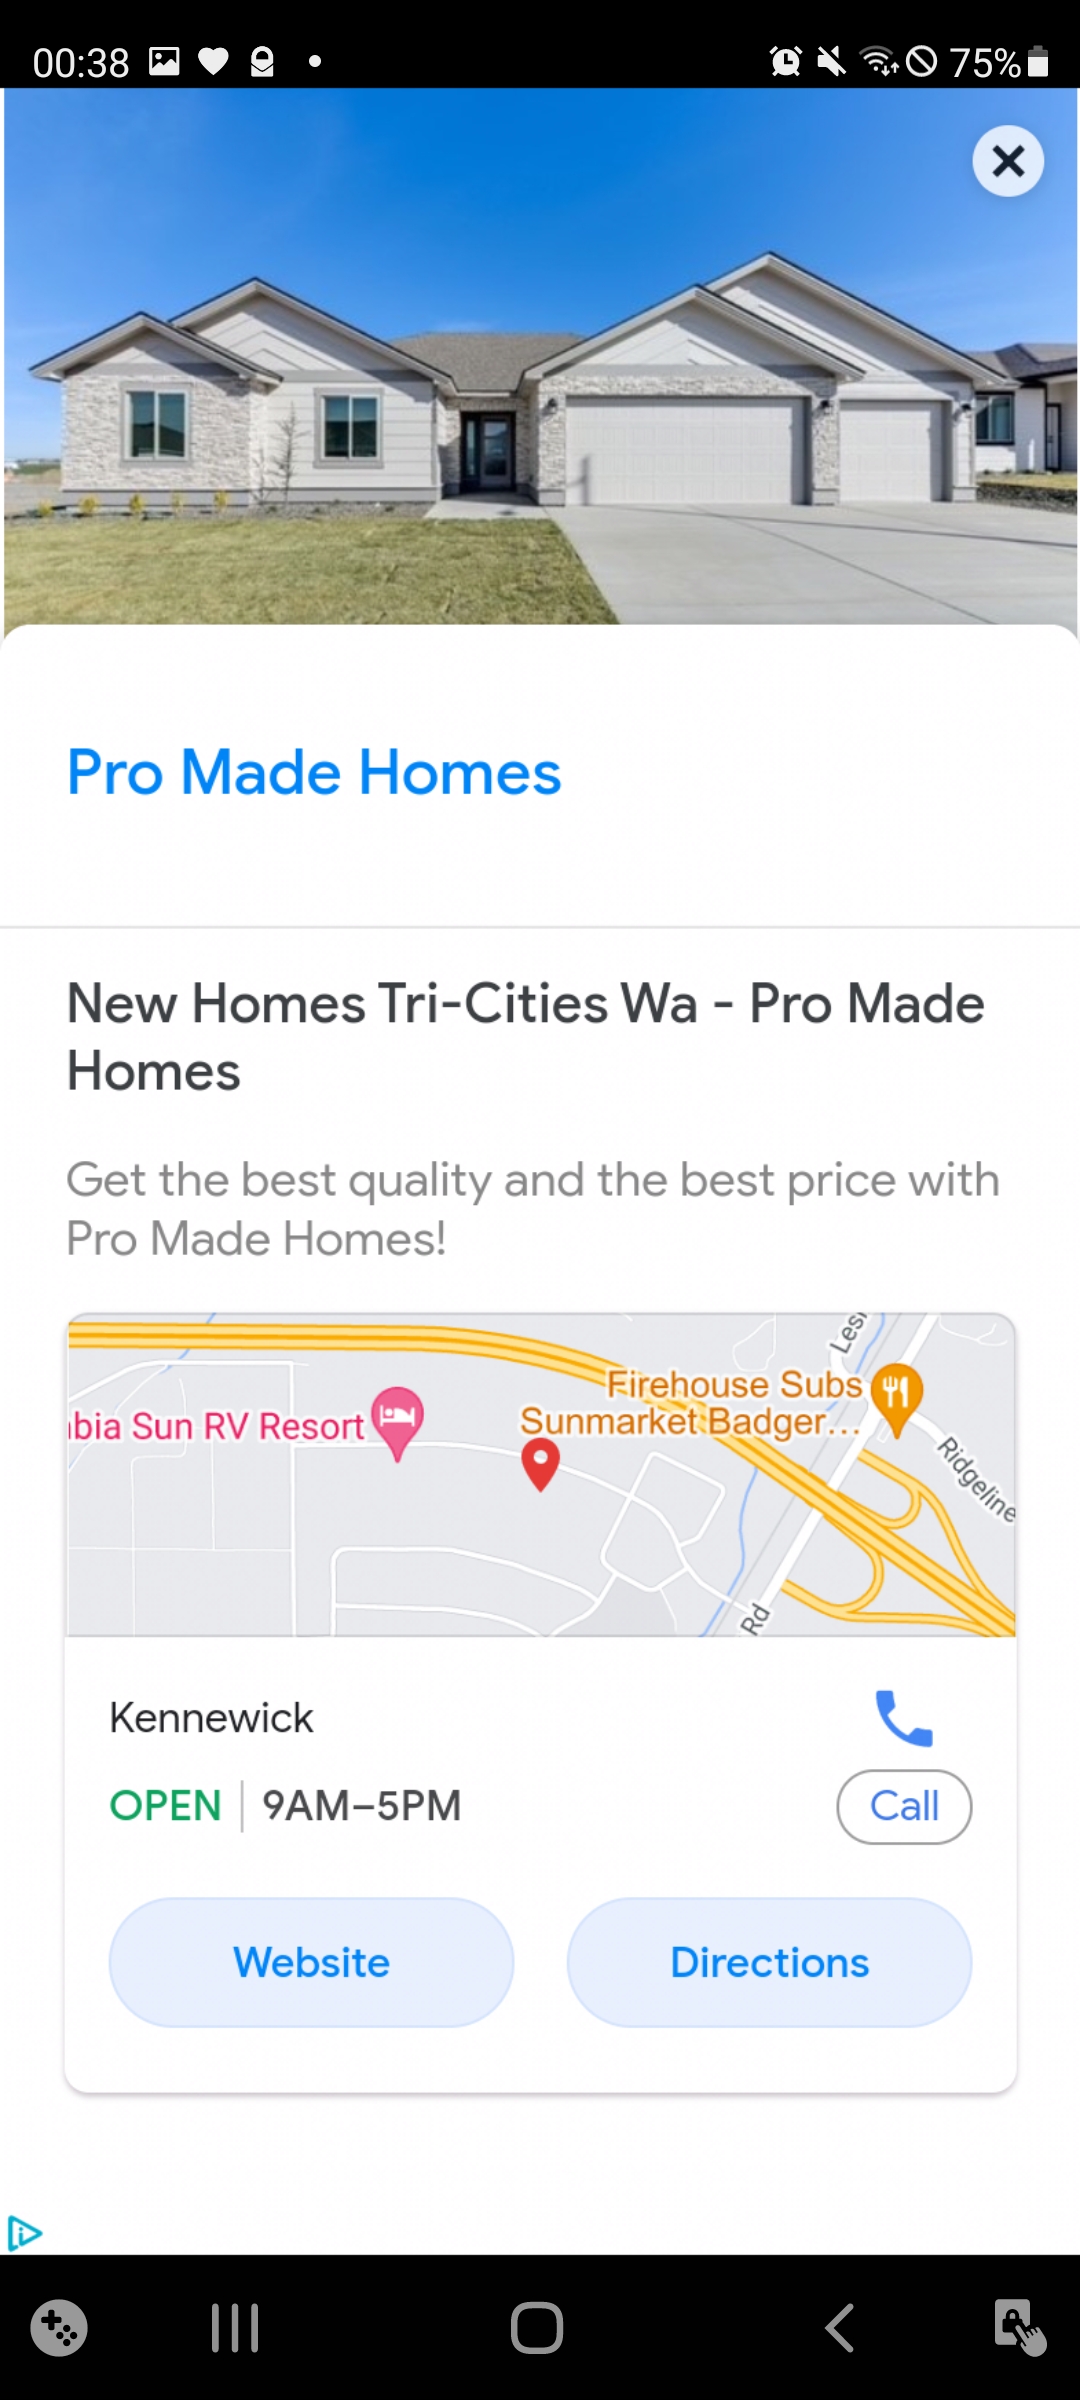 00:38
75%
Pro Made Homes
New Homes Tri-Cities Wa - Pro Made
Homes
Get the best quality and the best price with
Pro Made Homes!
Firehouse Subs
Sunmarket Badger...
bia Sun RV Resort
Ridgeline
Rd
Kennewick
OPEN | 9AM–5PM
Call
Website
Directions